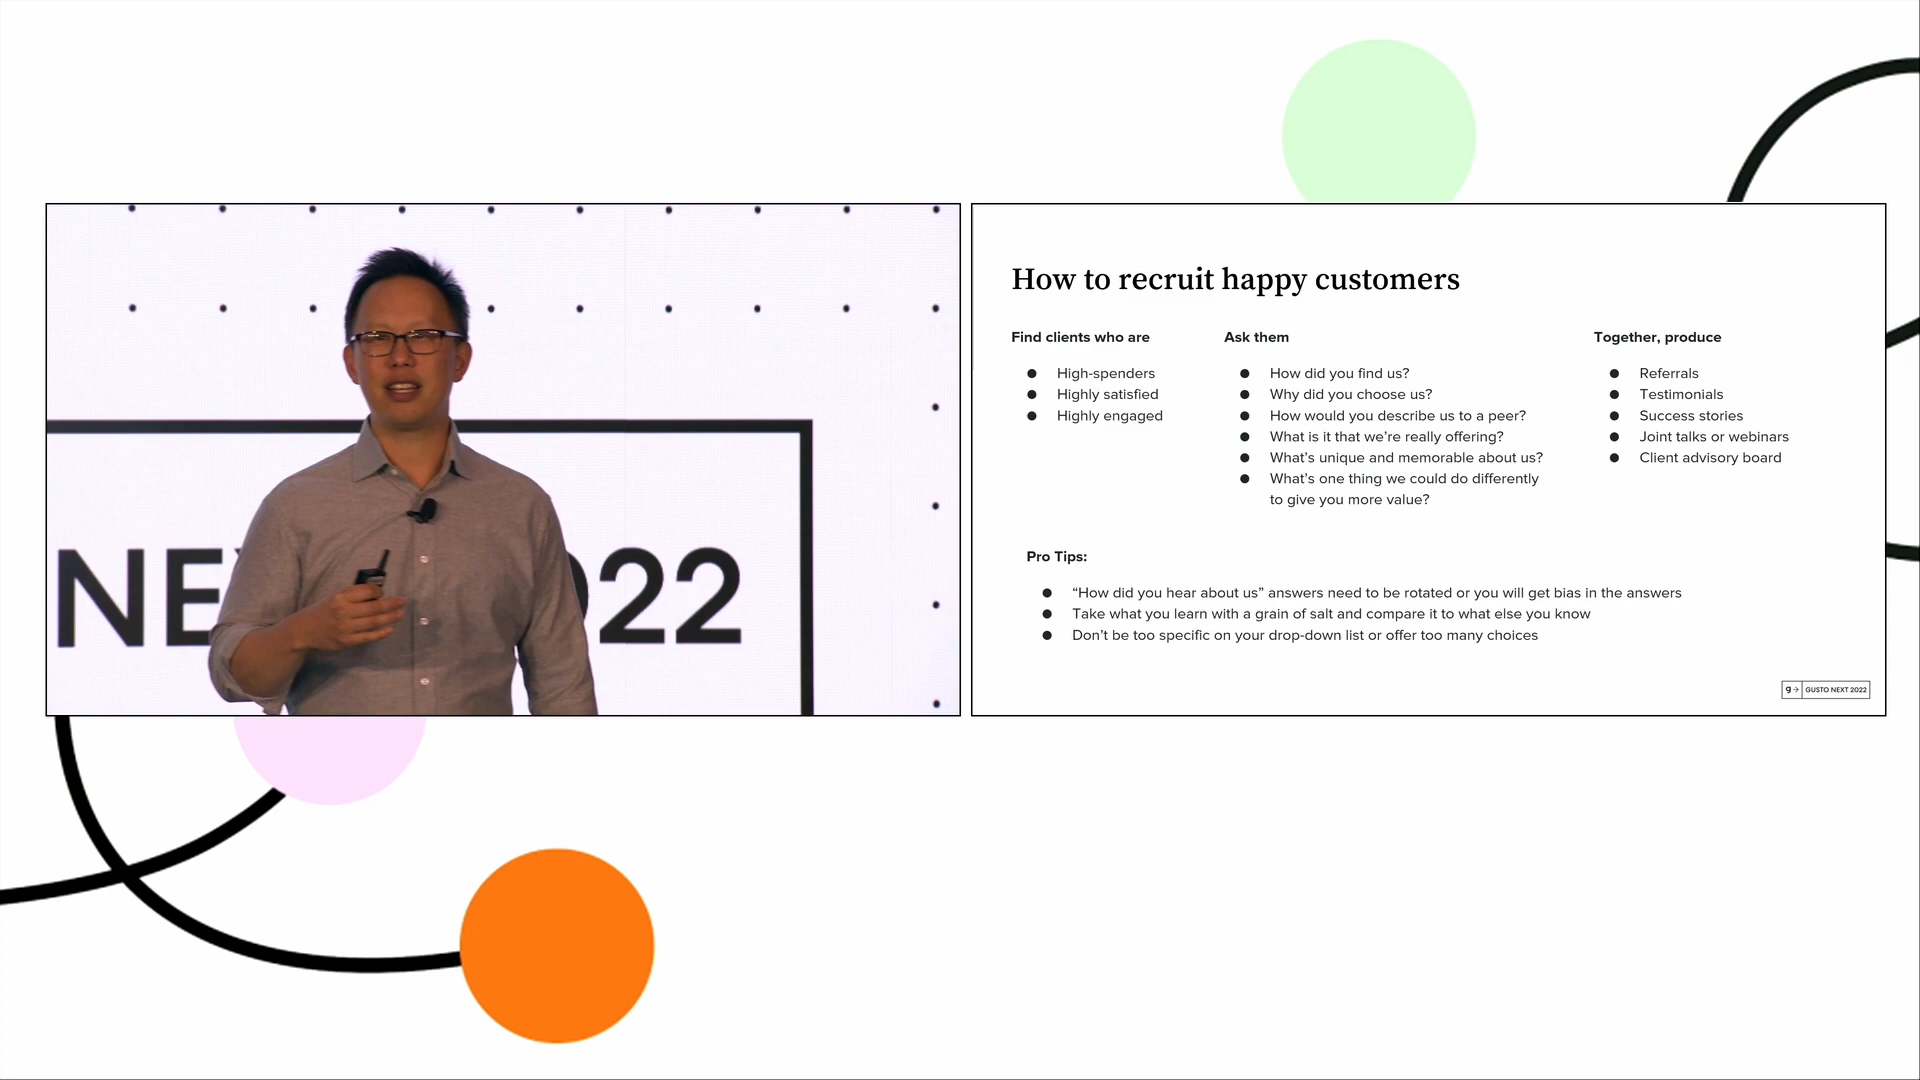 NE 022
How to recruit happy customers
Find clients who are
High-spenders
Highly satisfied
Highly engaged
Ask them
How did you find us?
Why did you choose us?
How would you describe us to a peer?
What is it that we’re really offering?
What’s unique and memorable about us?
What’s one thing we could do differently
to give you more value?
Together, produce
Referrals
Testimonials
Success stories
Joint talks or webinars
Client advisory board
Pro Tips:
“How did you hear about us” answers need to be rotated or you will get bias in the answers
Take what you learn with a grain of salt and compare it to what else you know
Don’t be too specific on your drop-down list or offer too many choices
g→ GUSTO NEXT 2022